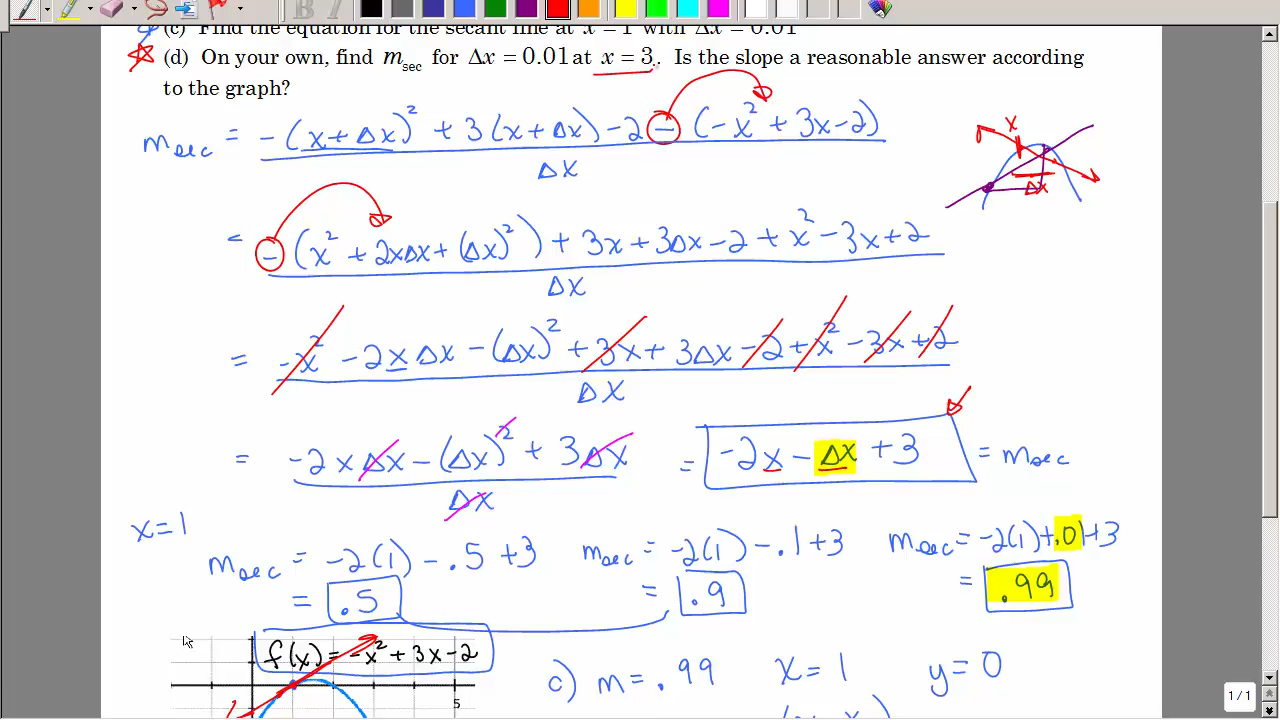 (c) Find the equation for the secant line at x = 1 with Δx = 0.01
(d) On your own, find m_sec for Δx = 0.01 at x = 3. Is the slope a reasonable answer according
to the graph?
m_sec = (-(x+Δx)² + 3(x+Δx) - 2 - (-x² + 3x - 2)) / Δx
x
Δx
= (-(x² + 2xΔx + (Δx)²) + 3x + 3Δx - 2 + x² - 3x + 2) / Δx
= (-x² - 2xΔx - (Δx)² + 3x + 3Δx - 2 + x² - 3x + 2) / Δx
= (-2xΔx - (Δx)² + 3Δx) / Δx = -2x - Δx + 3 = m_sec
x=1
m_sec = -2(1) - .5 + 3 m_sec = -2(1) - .1 + 3 m_sec = -2(1) + .01 + 3
= .5 = .9 = .99
f(x) = -x² + 3x - 2
c) m = .99 x = 1 y = 0
5
1/1